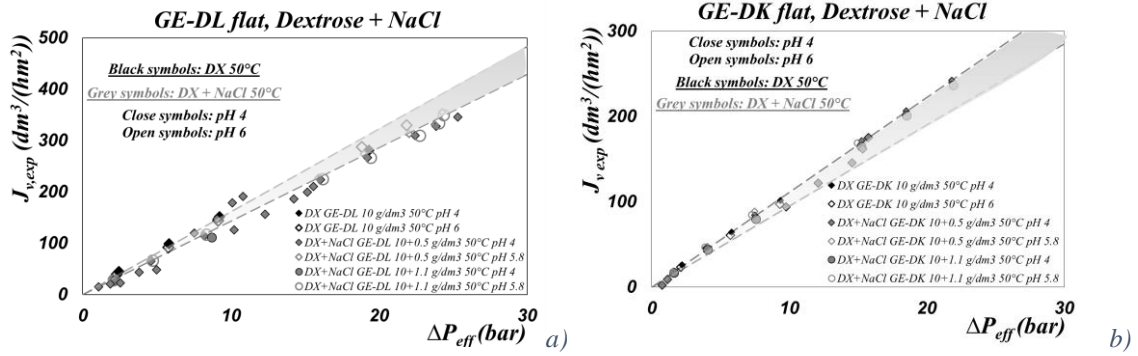 GE-DL flat, Dextrose + NaCl
J_v,exp (dm³/(hm²))
500
400
300
200
100
0
0 10 20 30
ΔP_eff (bar)
Black symbols: DX 50°C
Grey symbols: DX + NaCl 50°C
Close symbols: pH 4
Open symbols: pH 6
DX GE-DL 10 g/dm3 50°C pH 4
DX GE-DL 10 g/dm3 50°C pH 6
DX+NaCl GE-DL 10+0.5 g/dm3 50°C pH 4
DX+NaCl GE-DL 10+0.5 g/dm3 50°C pH 5.8
DX+NaCl GE-DL 10+1.1 g/dm3 50°C pH 4
DX+NaCl GE-DL 10+1.1 g/dm3 50°C pH 5.8
a)
GE-DK flat, Dextrose + NaCl
J_v exp (dm³/(hm²))
300
200
100
0
0 10 20 30
ΔP_eff (bar)
Close symbols: pH 4
Open symbols: pH 6
Black symbols: DX 50°C
Grey symbols: DX + NaCl 50°C
DX GE-DK 10 g/dm3 50°C pH 4
DX GE-DK 10 g/dm3 50°C pH 6
DX+NaCl GE-DK 10+0.5 g/dm3 50°C pH 4
DX+NaCl GE-DK 10+0.5 g/dm3 50°C pH 5.8
DX+NaCl GE-DK 10+1.1 g/dm3 50°C pH 4
DX+NaCl GE-DK 10+1.1 g/dm3 50°C pH 5.8
b)